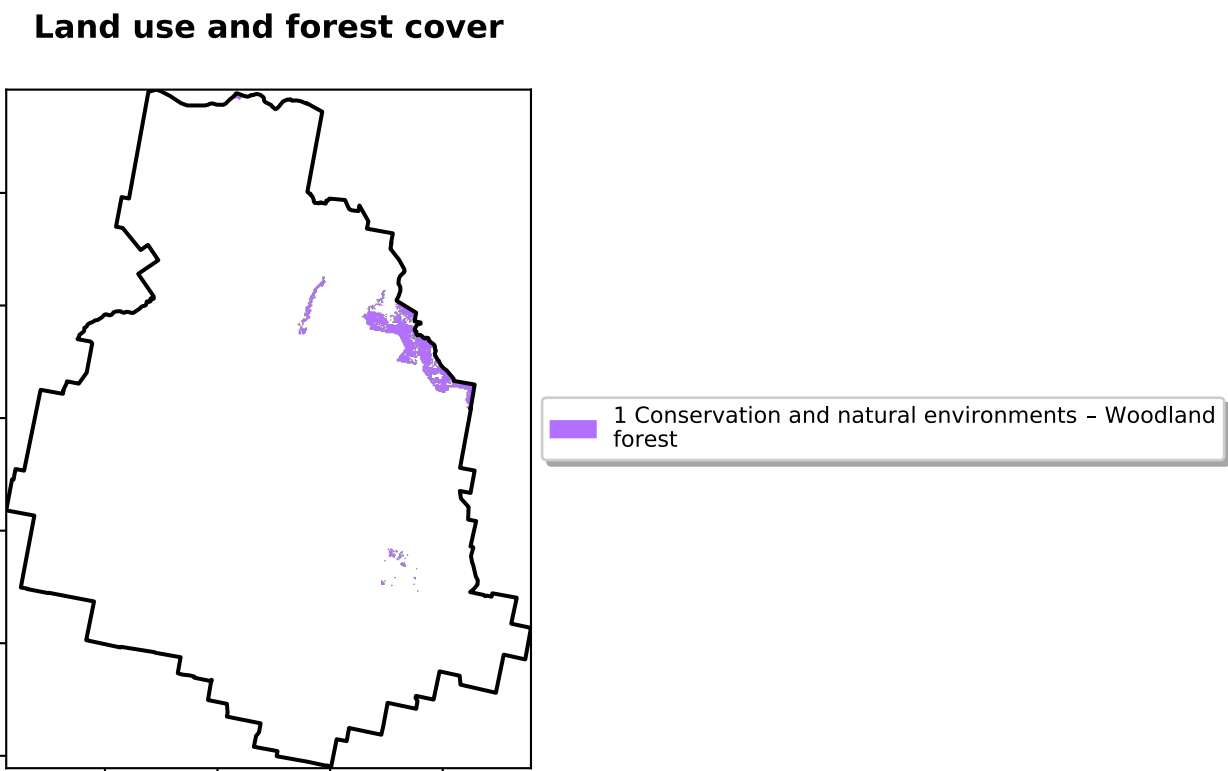 Land use and forest cover
1 Conservation and natural environments – Woodland
forest